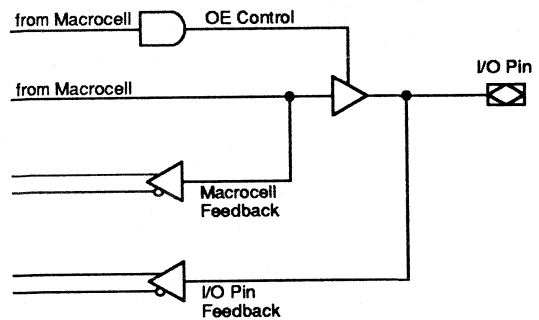 from Macrocell
OE Control
I/O Pin
from Macrocell
Macrocell
Feedback
I/O Pin
Feedback